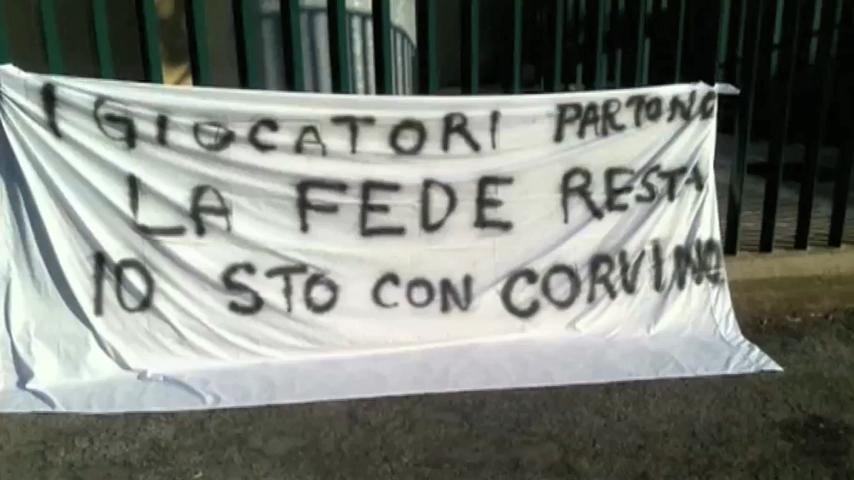 I GIOCATORI PARTONO
LA FEDE RESTA
IO STO CON CORVINO